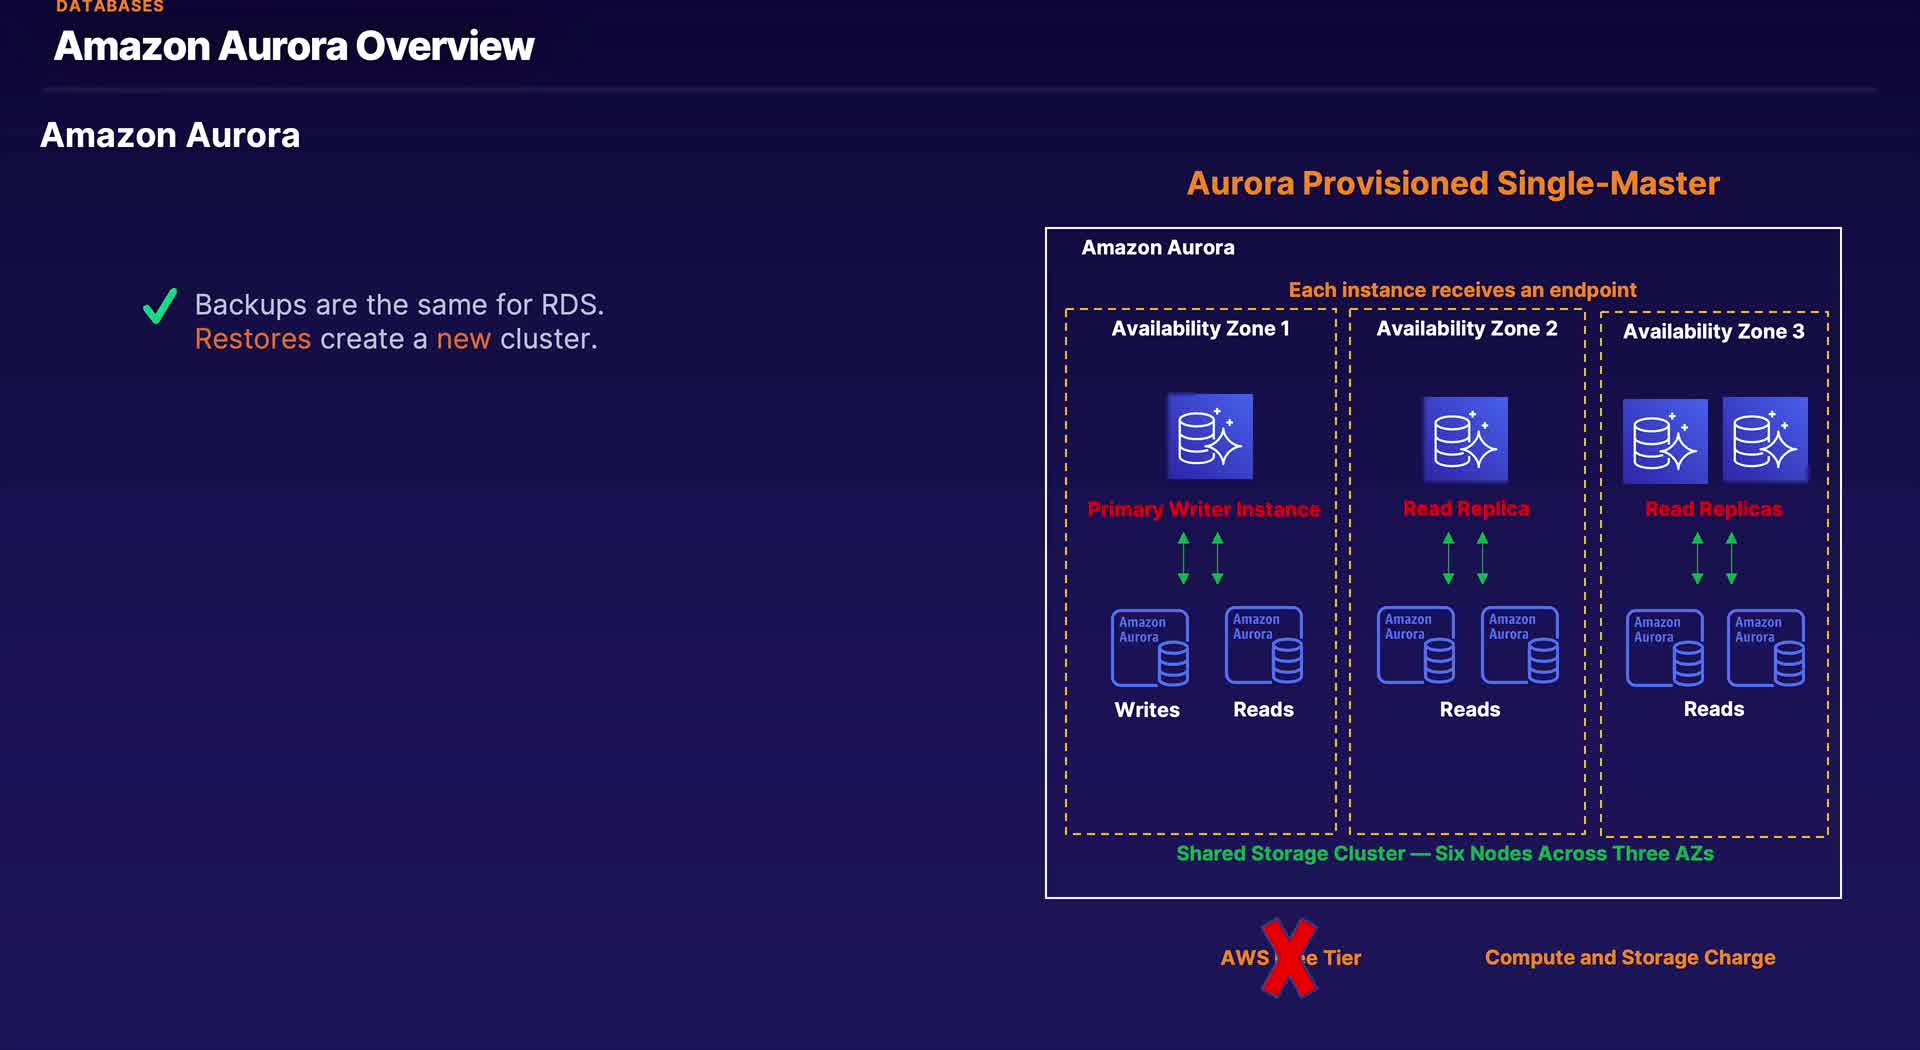 DATABASES
Amazon Aurora Overview
Amazon Aurora
Backups are the same for RDS.
Restores create a new cluster.
Aurora Provisioned Single-Master
Amazon Aurora
Each instance receives an endpoint
Availability Zone 1
Availability Zone 2
Availability Zone 3
Primary Writer Instance
Read Replica
Read Replicas
Amazon
Aurora
Amazon
Aurora
Amazon
Aurora
Amazon
Aurora
Amazon
Aurora
Amazon
Aurora
Writes
Reads
Reads
Reads
Shared Storage Cluster — Six Nodes Across Three AZs
AWS Tier
Compute and Storage Charge